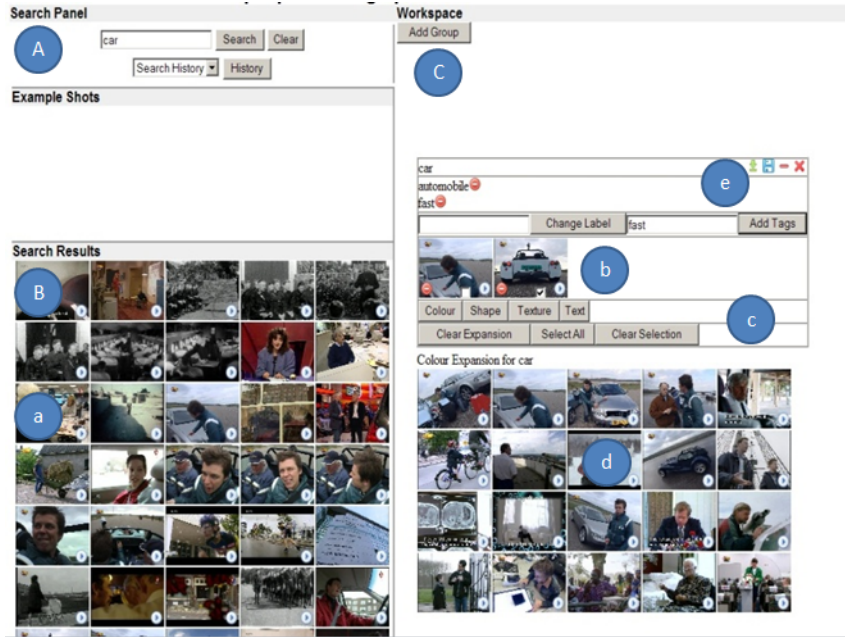 Search Panel
A
car
Search
Clear
Search History
History
Example Shots
Search Results
B
a
Workspace
Add Group
C
car
e
automobile
fast
Change Label
fast
Add Tags
b
Colour
Shape
Texture
Text
c
Clear Expansion
Select All
Clear Selection
Colour Expansion for car
d